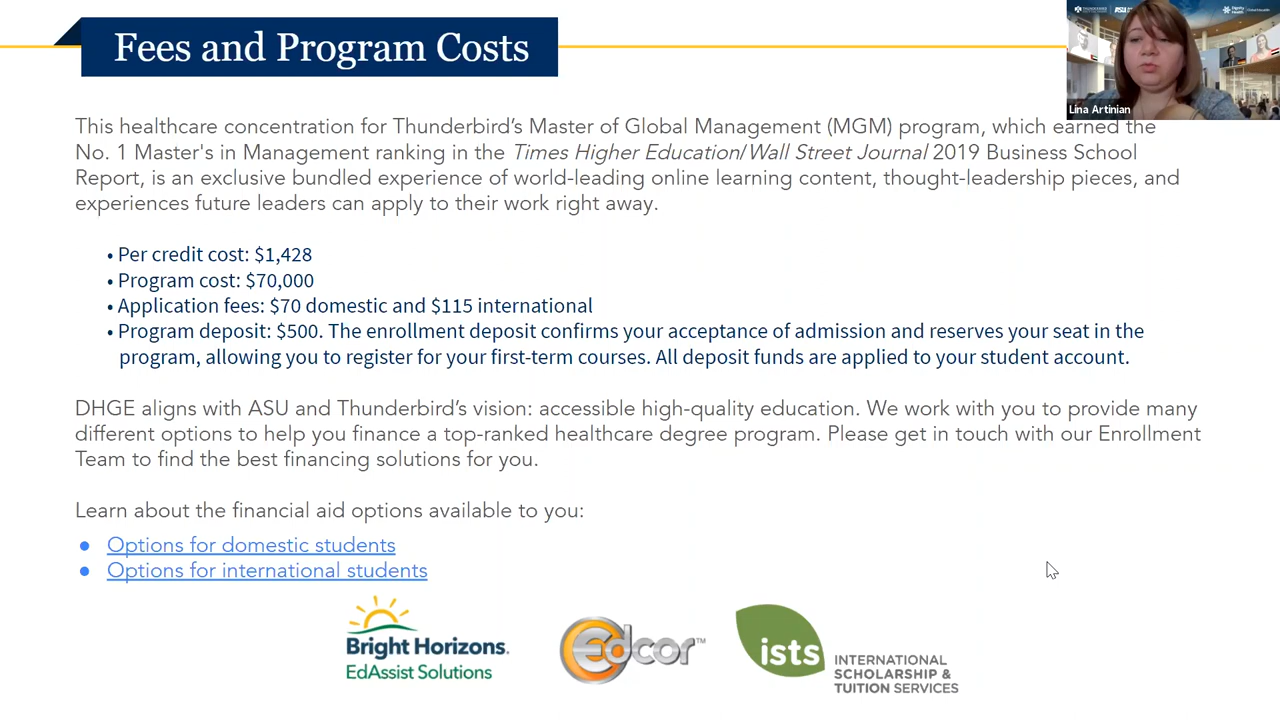 Fees and Program Costs
Lina Artinian
This healthcare concentration for Thunderbird's Master of Global Management (MGM) program, which earned the
No. 1 Master's in Management ranking in the Times Higher Education/Wall Street Journal 2019 Business School
Report, is an exclusive bundled experience of world-leading online learning content, thought-leadership pieces, and
experiences future leaders can apply to their work right away.
• Per credit cost: $1,428
• Program cost: $70,000
• Application fees: $70 domestic and $115 international
• Program deposit: $500. The enrollment deposit confirms your acceptance of admission and reserves your seat in the
program, allowing you to register for your first-term courses. All deposit funds are applied to your student account.
DHGE aligns with ASU and Thunderbird's vision: accessible high-quality education. We work with you to provide many
different options to help you finance a top-ranked healthcare degree program. Please get in touch with our Enrollment
Team to find the best financing solutions for you.
Learn about the financial aid options available to you:
● Options for domestic students
● Options for international students
Bright Horizons.
EdAssist Solutions
Edcor™
ists
INTERNATIONAL
SCHOLARSHIP &
TUITION SERVICES